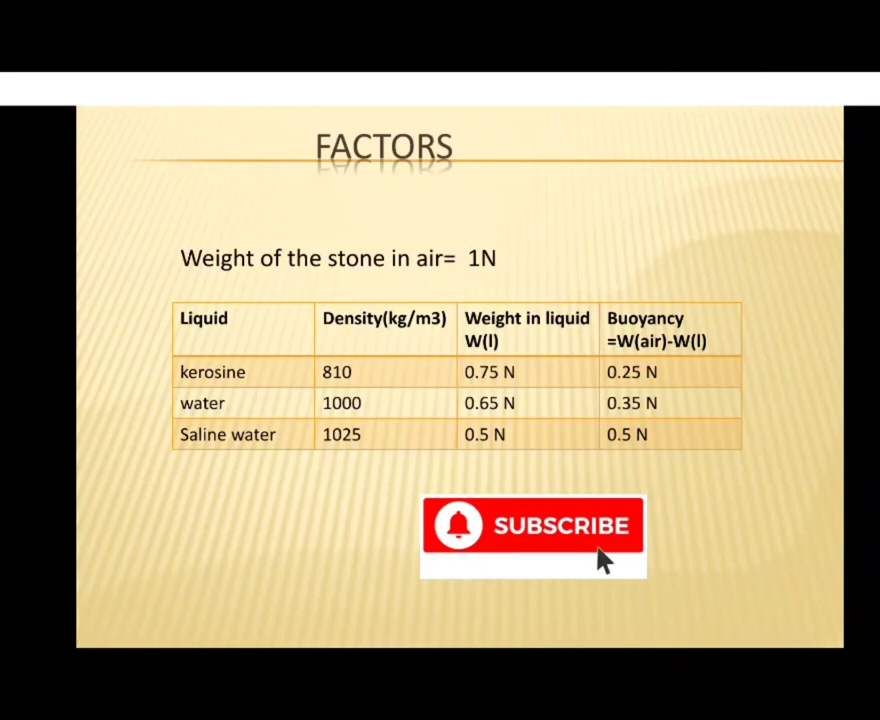 FACTORS
Weight of the stone in air=  1N
Liquid Density(kg/m3) Weight in liquid W(l) Buoyancy =W(air)-W(l)
kerosine 810 0.75 N 0.25 N
water 1000 0.65 N 0.35 N
Saline water 1025 0.5 N 0.5 N
SUBSCRIBE